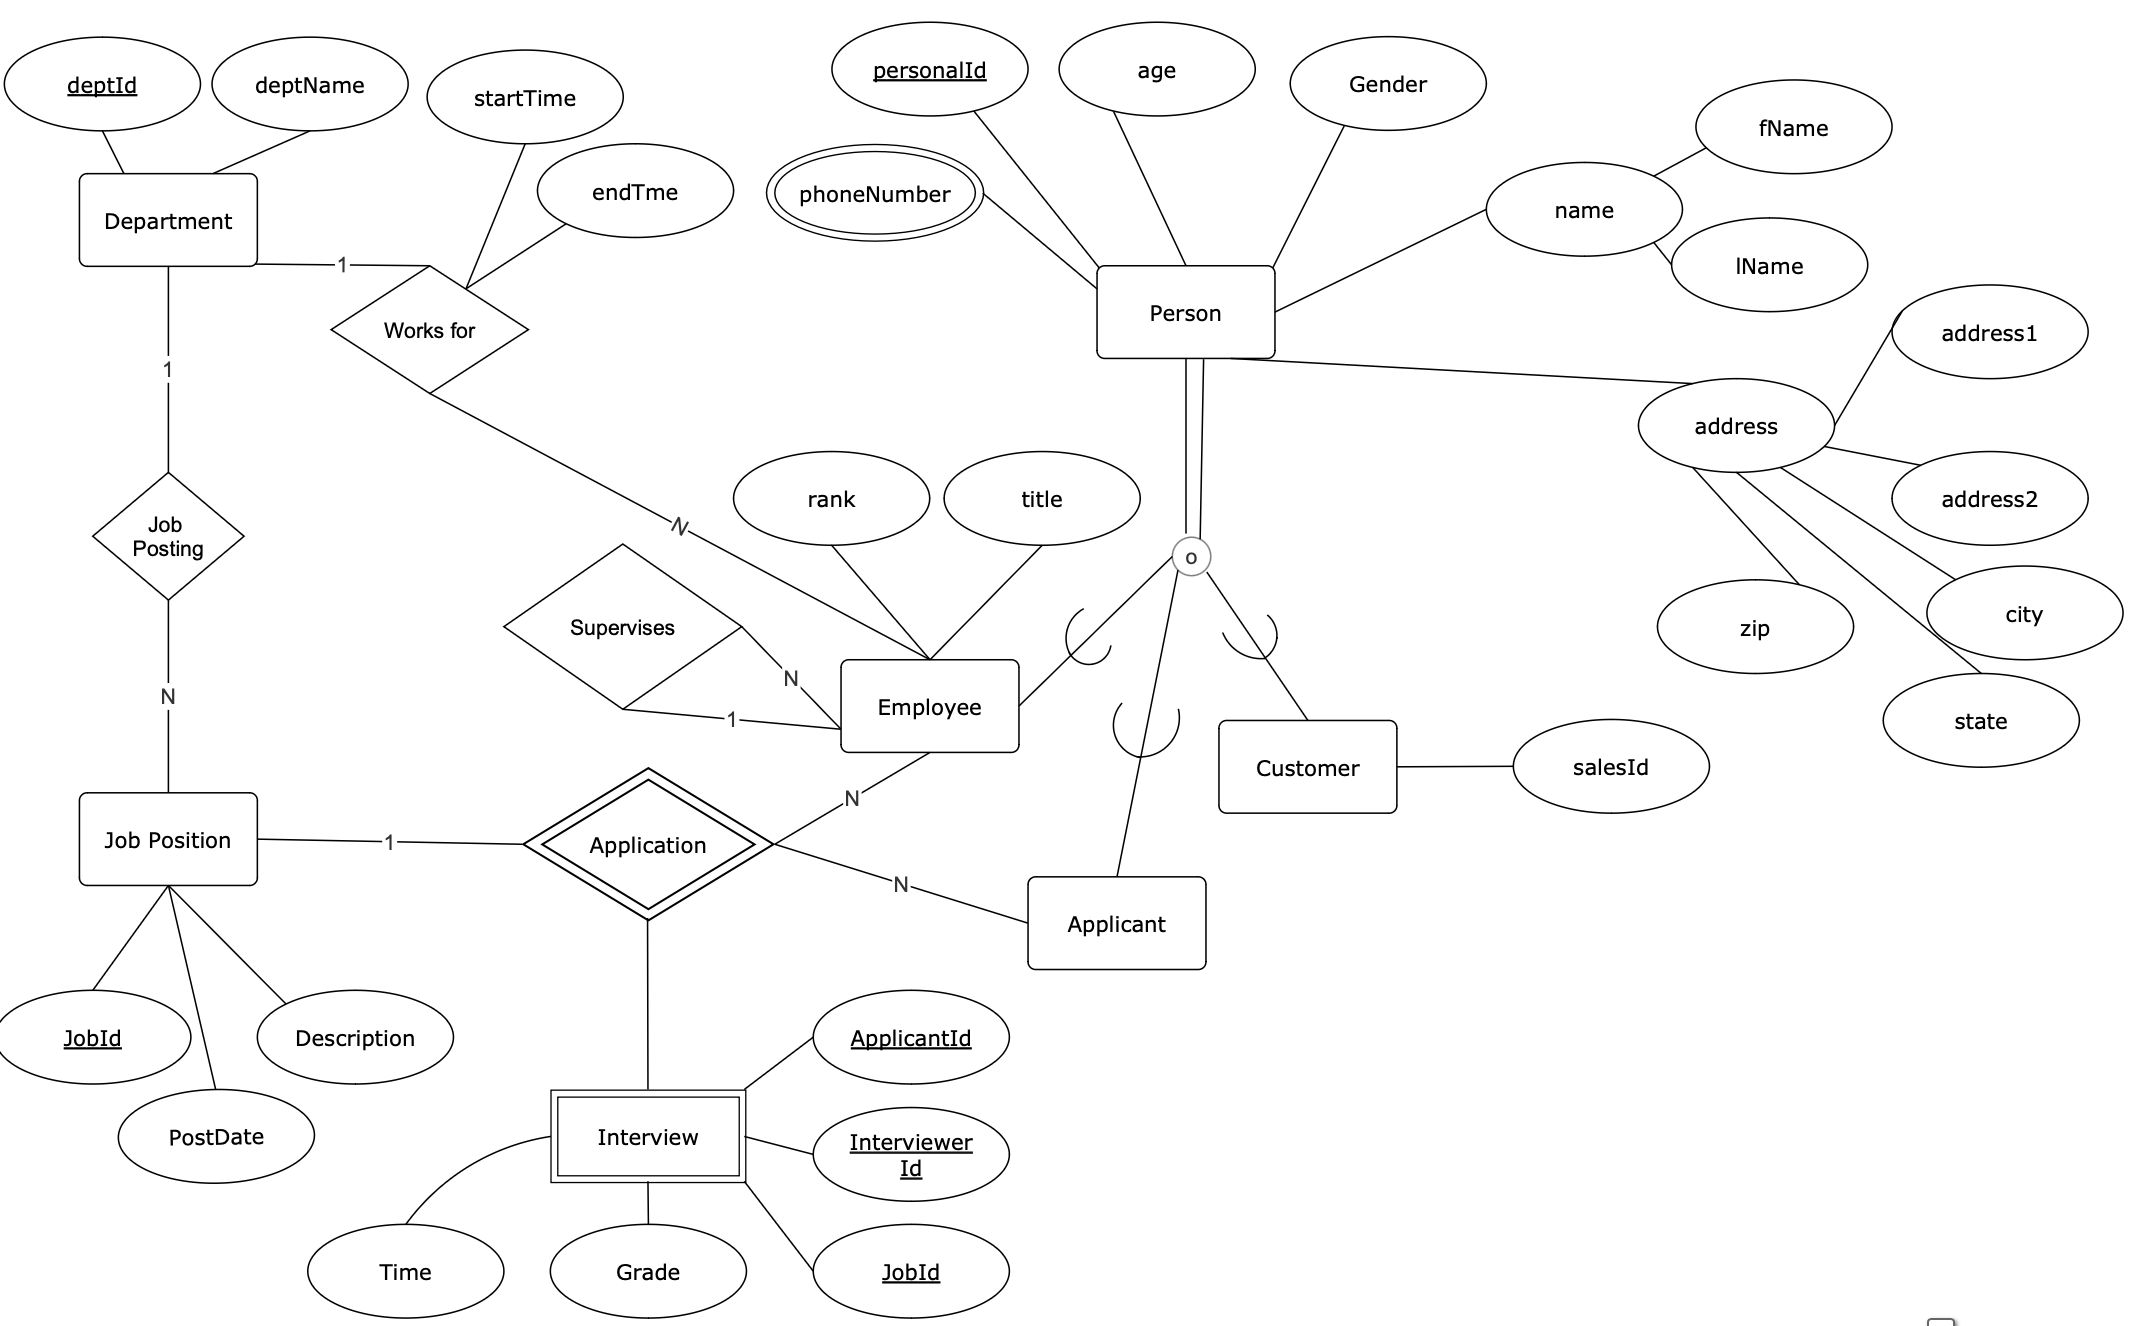 personalId
age
Gender
deptId
deptName
startTime
fName
endTme
phoneNumber
name
Department
lName
1
Person
Works for
address1
1
address
rank
title
address2
N
Job
Posting
o
Supervises
city
zip
N
N
Employee
1
state
Customer
salesId
N
Job Position
1
Application
N
Applicant
JobId
Description
ApplicantId
PostDate
Interview
Interviewer
Id
Time
Grade
JobId